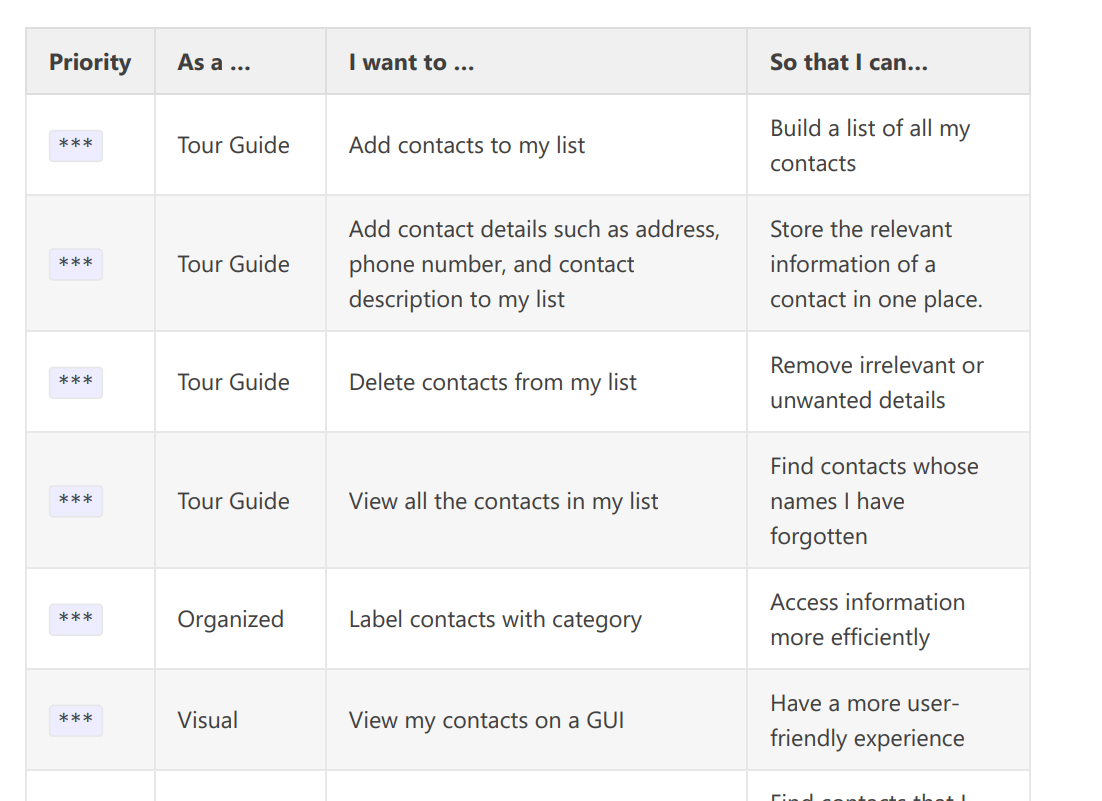 Priority As a … I want to … So that I can…
*** Tour Guide Add contacts to my list Build a list of all my
contacts
*** Tour Guide Add contact details such as address,
phone number, and contact
description to my list
Store the relevant
information of a
contact in one place.
*** Tour Guide Delete contacts from my list Remove irrelevant or
unwanted details
*** Tour Guide View all the contacts in my list Find contacts whose
names I have
forgotten
*** Organized Label contacts with category Access information
more efficiently
*** Visual View my contacts on a GUI Have a more user-
friendly experience
Find contacts that I